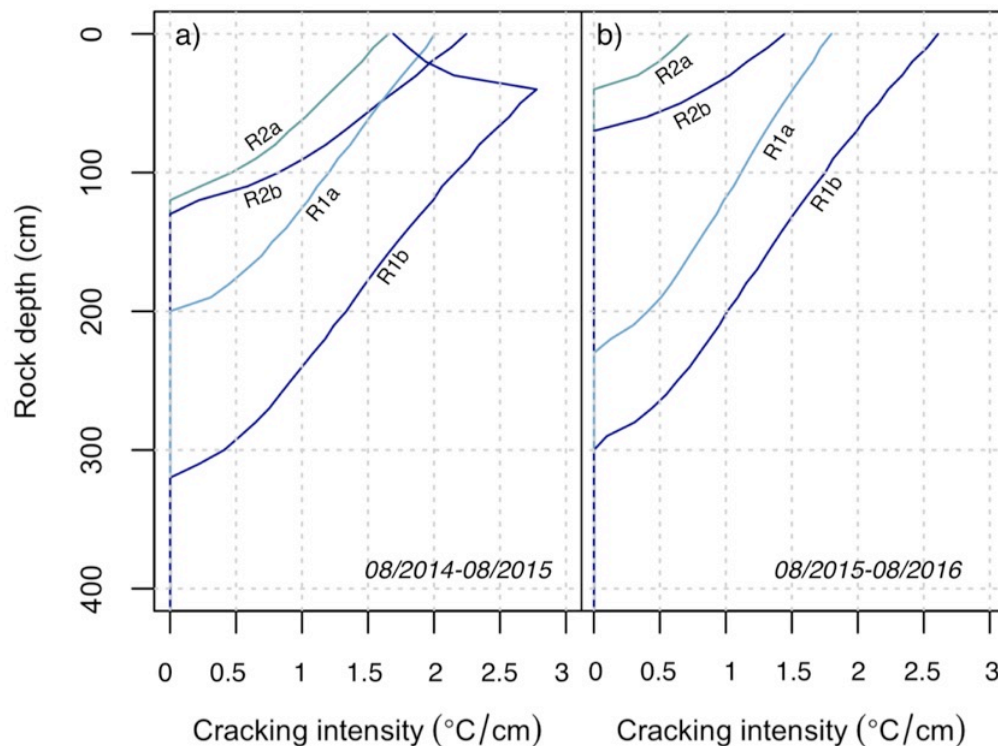 a)
b)
0
100
200
300
400
Rock depth (cm)
R2a
R2b
R1a
R1b
R2a
R2b
R1a
R1b
08/2014-08/2015
08/2015-08/2016
0 0.5 1 1.5 2 2.5 3
0 0.5 1 1.5 2 2.5 3
Cracking intensity (°C/cm)
Cracking intensity (°C/cm)